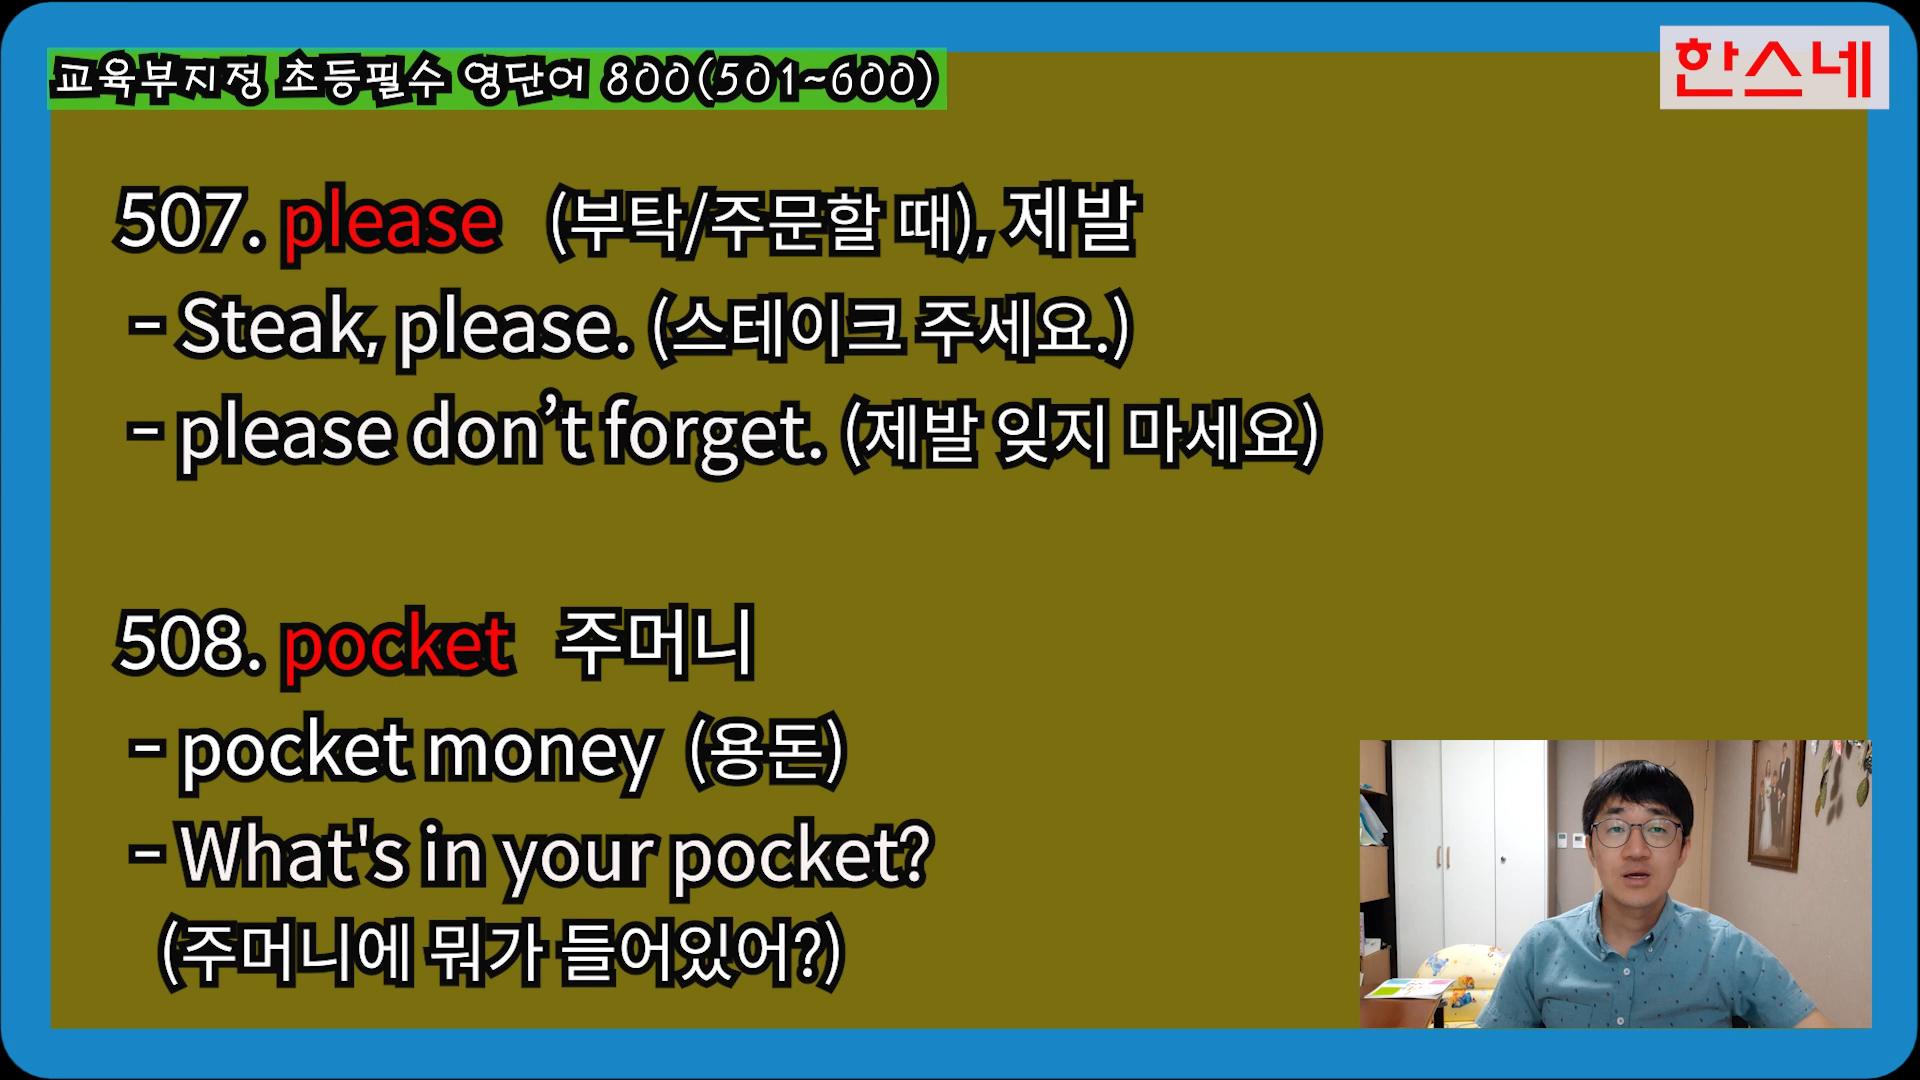 교육부지정 초등필수 영단어 800(501~600)
한스네
507. please (부탁/주문할 때), 제발
- Steak, please. (스테이크 주세요.)
- please don’t forget. (제발 잊지 마세요)
508. pocket 주머니
- pocket money (용돈)
- What's in your pocket?
(주머니에 뭐가 들어있어?)